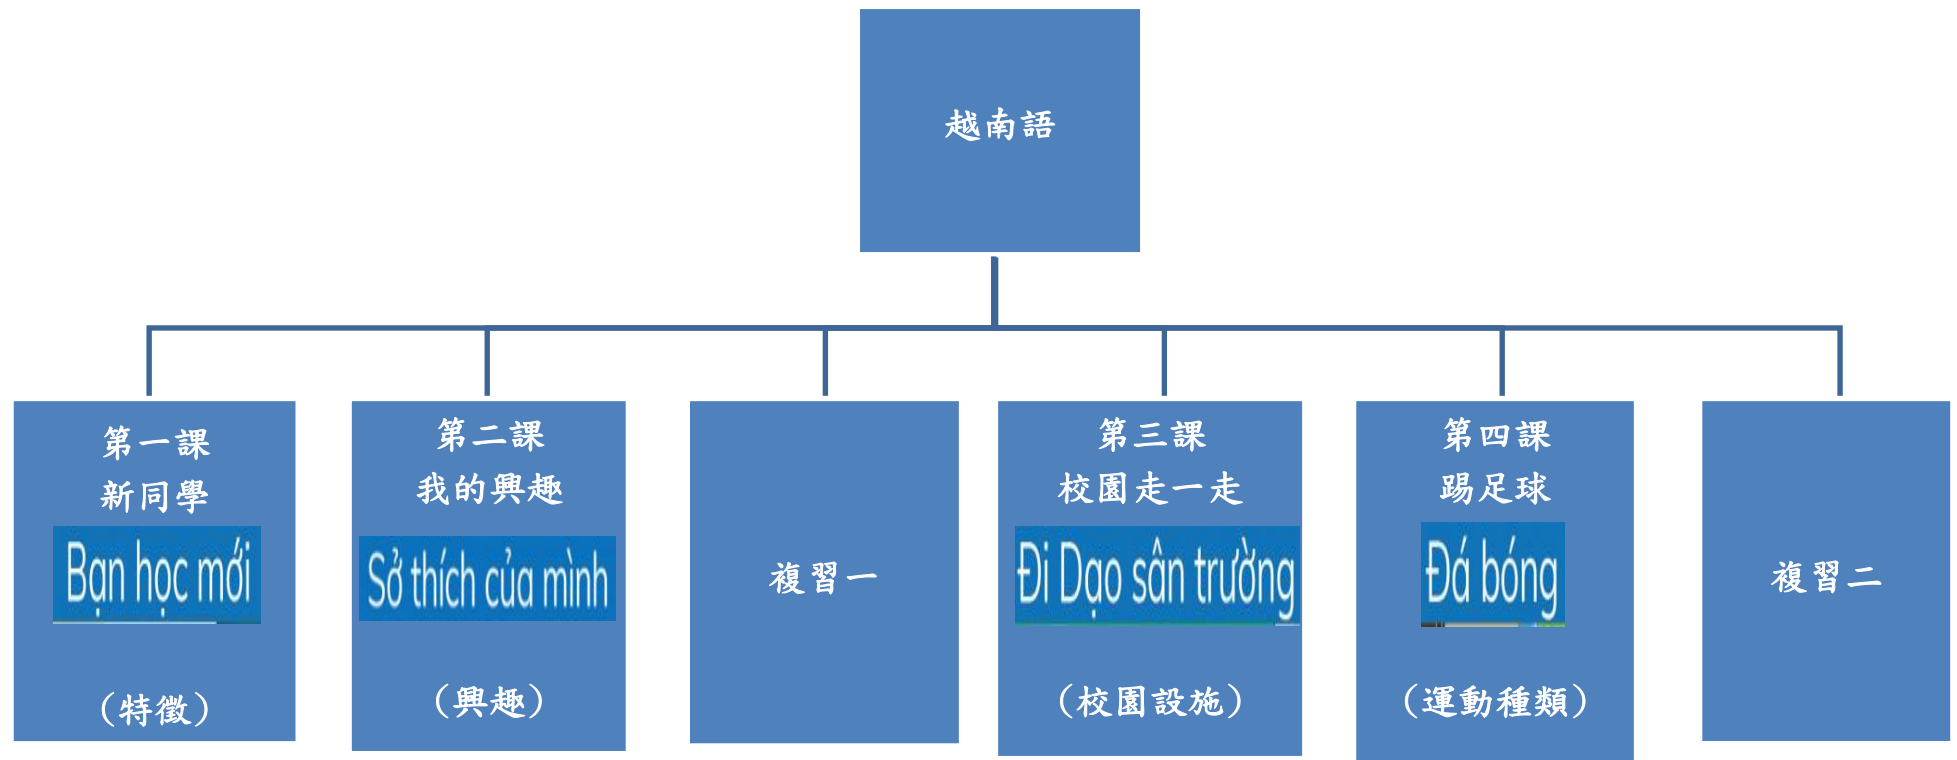 越南語
第一課
新同學
Bạn học mới
(特徵)
第二課
我的興趣
Sở thích của mình
(興趣)
複習一
第三課
校園走一走
Đi Dạo sân trường
(校園設施)
第四課
踢足球
Đá bóng
(運動種類)
複習二